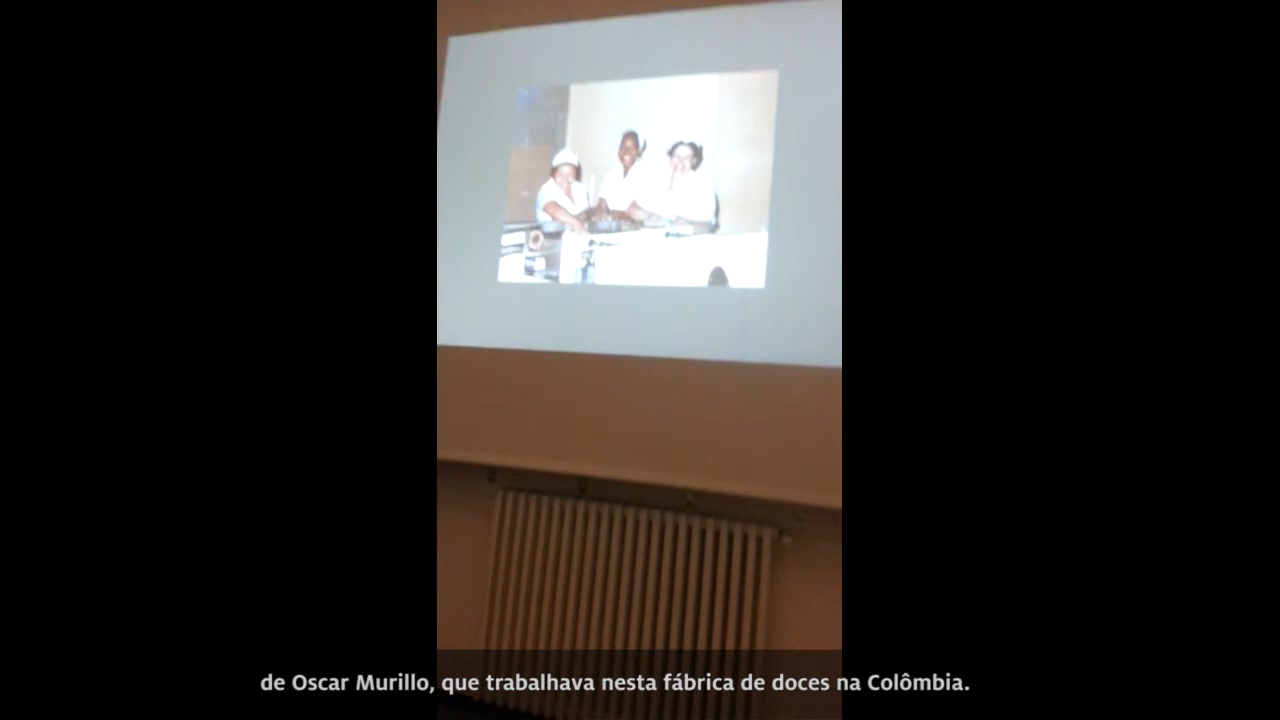 de Oscar Murillo, que trabalhava nesta fábrica de doces na Colômbia.